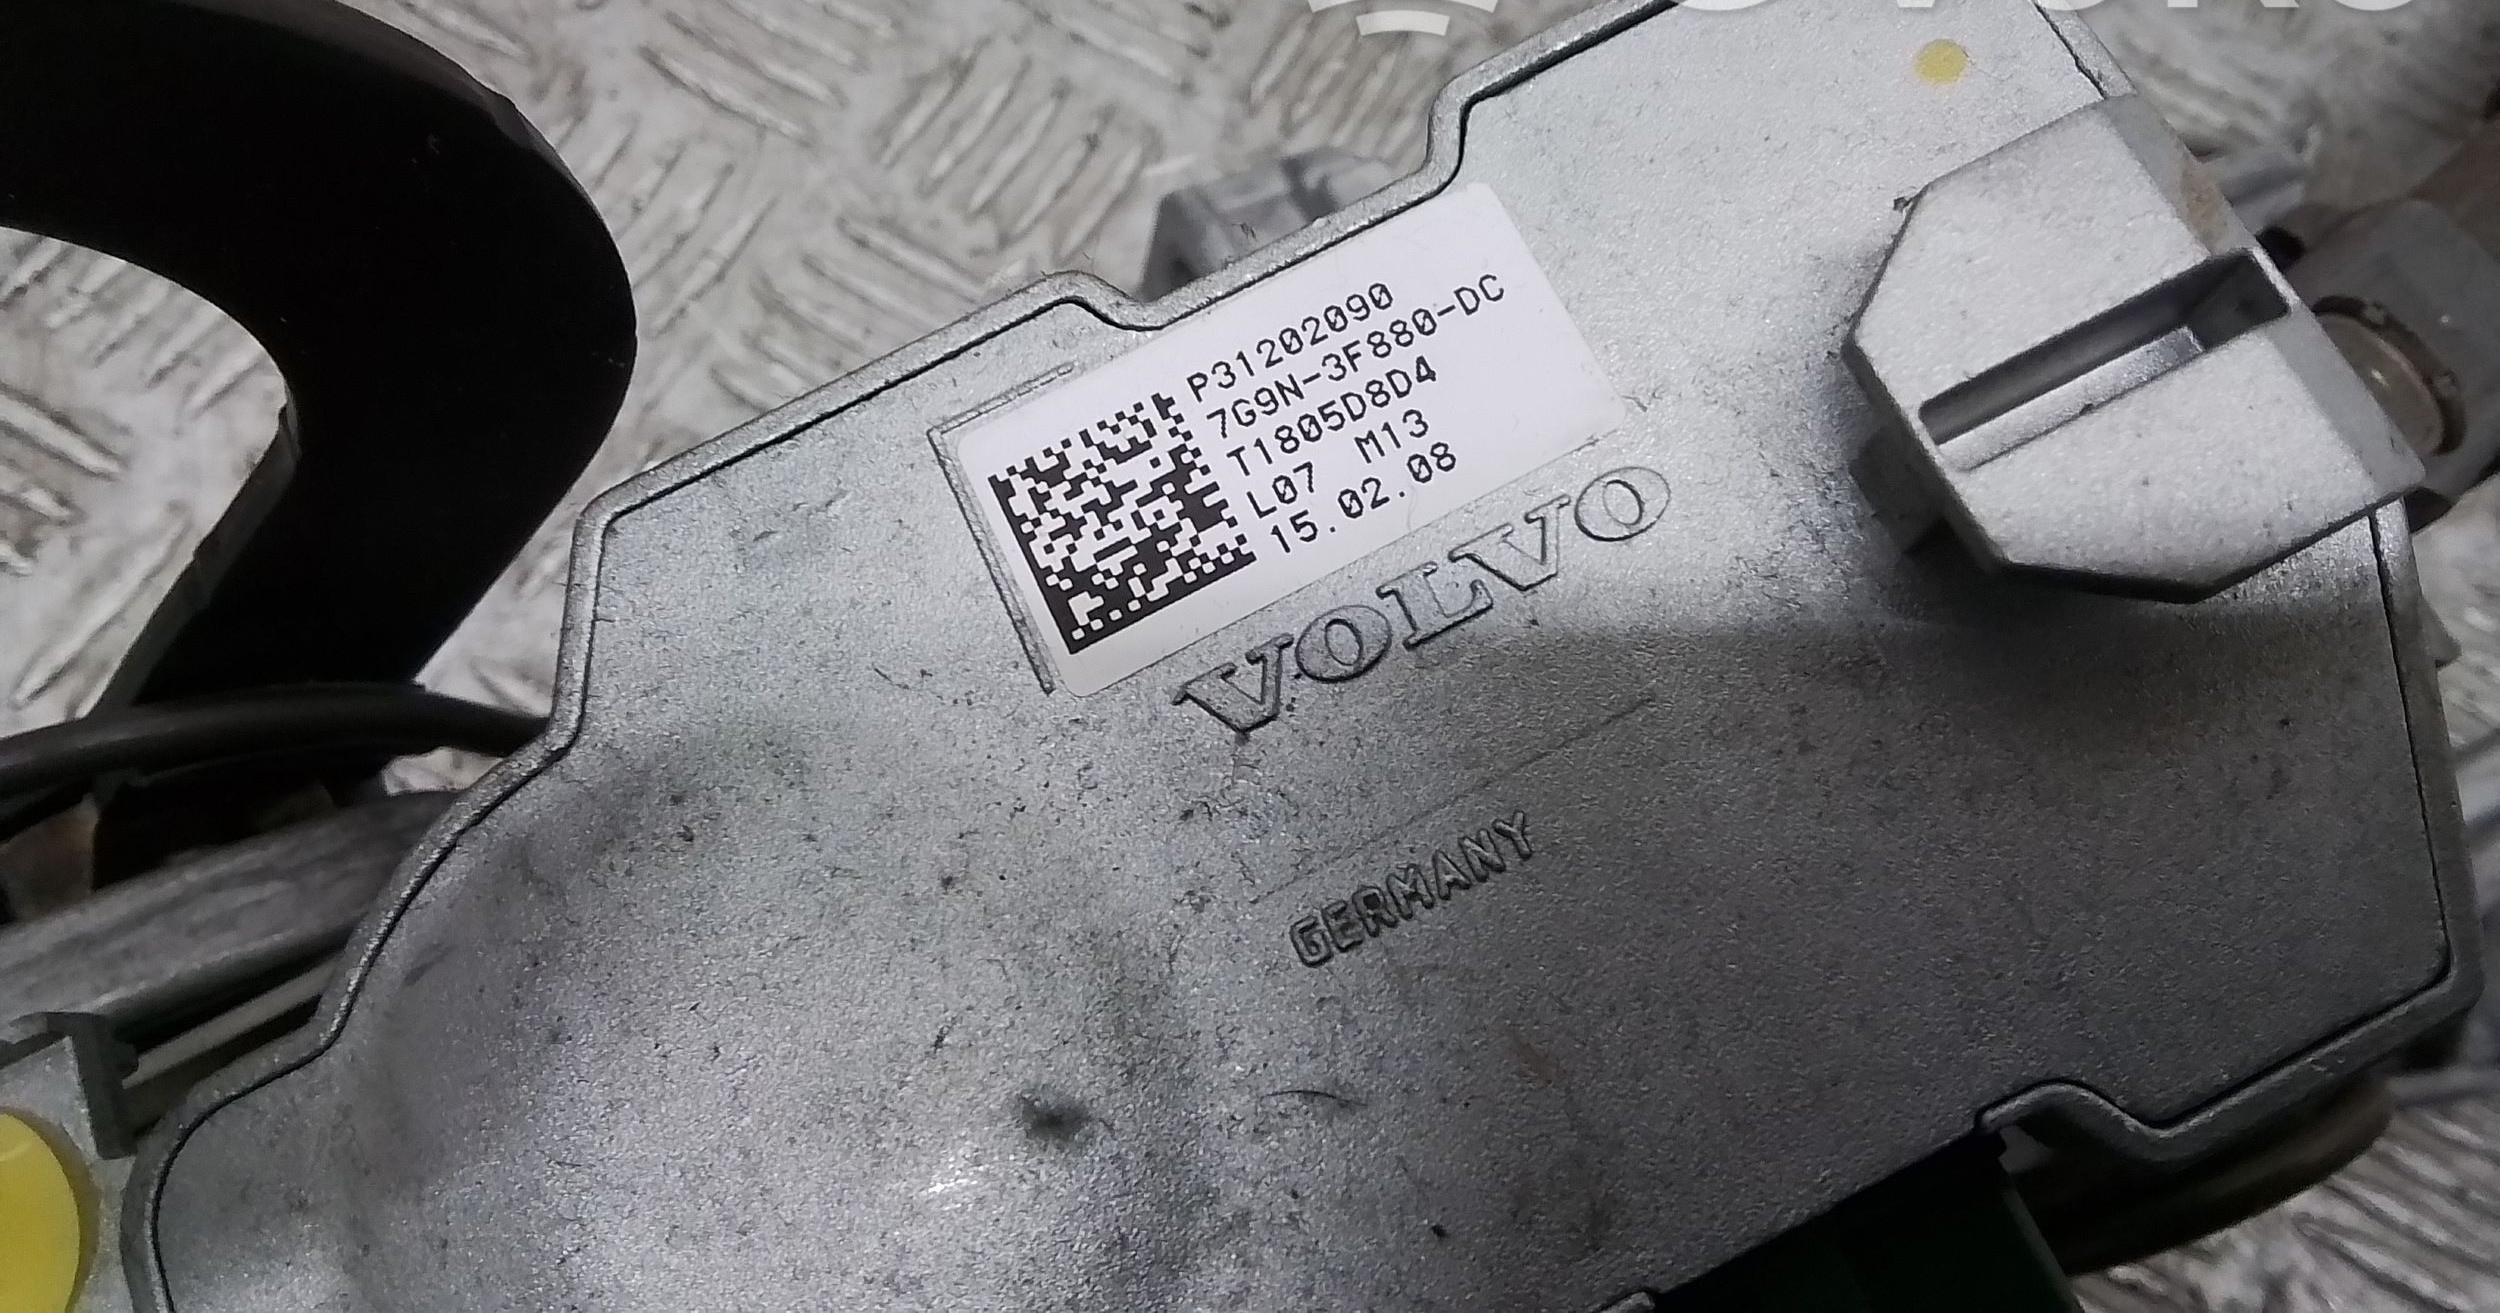 P31202090
7G9N-3F880-DC
T1805D8D4
L07 M13
15.02.08
VOLVO
GERMANY